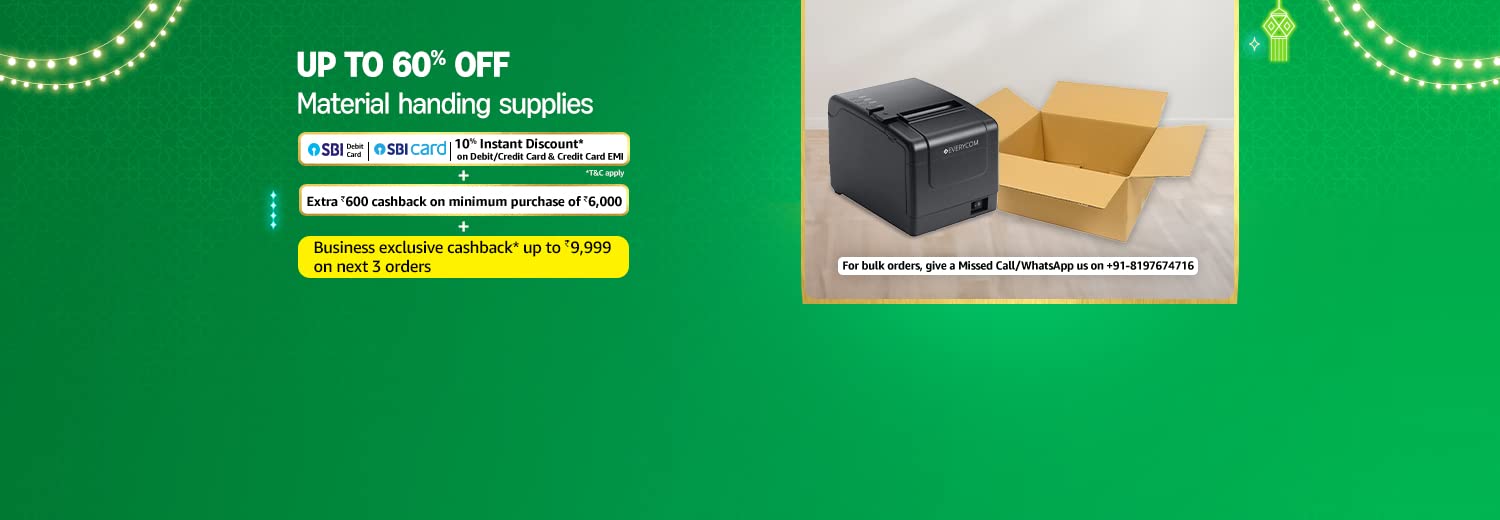 UP TO 60% OFF
Material handing supplies
SBI Debit Card | SBI card | 10% Instant Discount*
on Debit/Credit Card & Credit Card EMI
+
*T&C apply
Extra ₹600 cashback on minimum purchase of ₹6,000
+
Business exclusive cashback* up to ₹9,999
on next 3 orders
EVERYCOM
For bulk orders, give a Missed Call/WhatsApp us on +91-8197674716